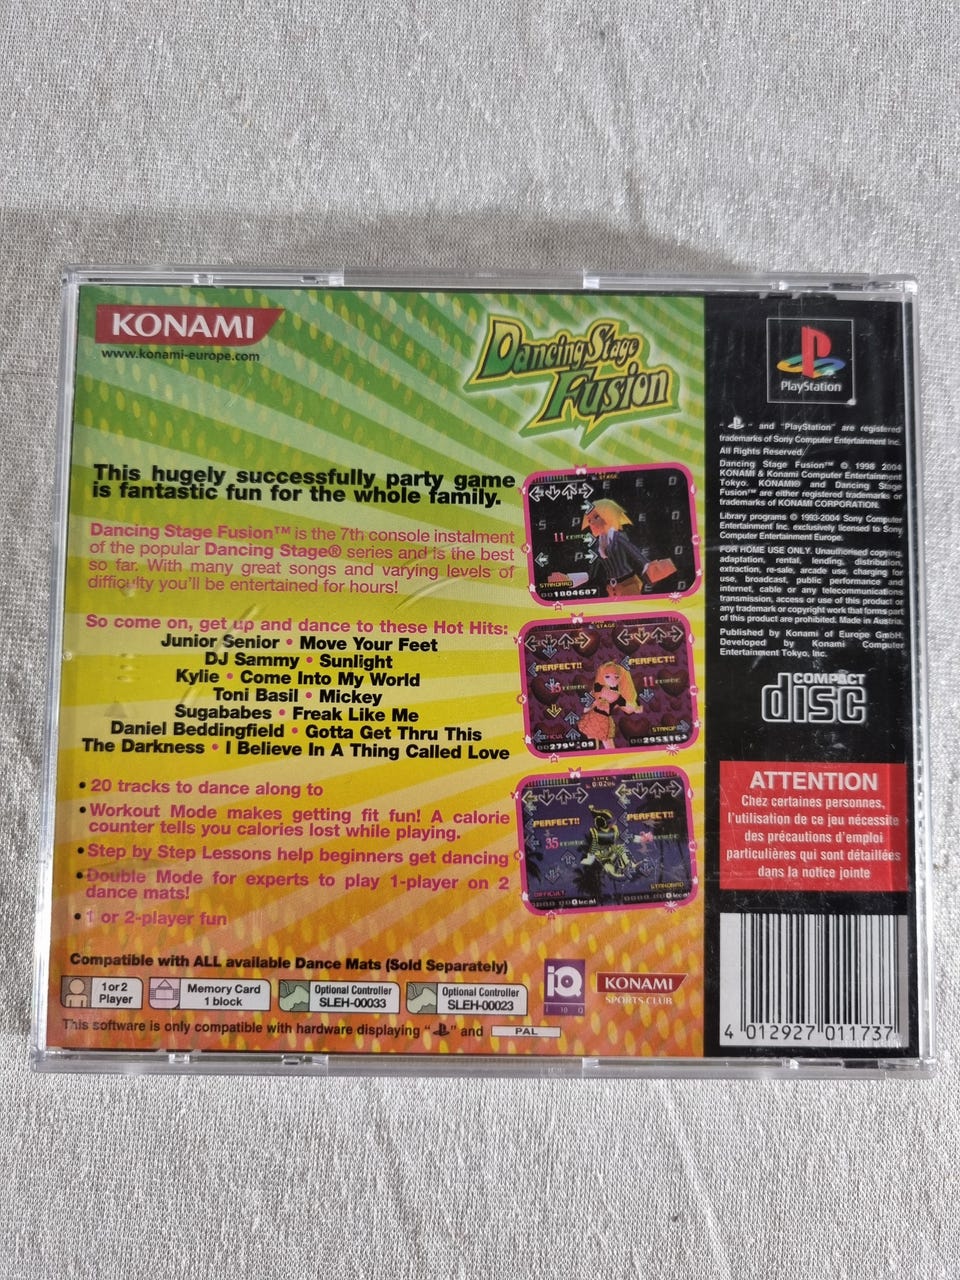 KONAMI
www.konami-europe.com
Dancing Stage
Fusion
This hugely successfully party game
is fantastic fun for the whole family.
Dancing Stage Fusion™ is the 7th console instalment
of the popular Dancing Stage® series and is the best
so far. With many great songs and varying levels of
difficulty you'll be entertained for hours!
So come on, get up and dance to these Hot Hits:
Junior Senior • Move Your Feet
DJ Sammy • Sunlight
Kylie • Come Into My World
Toni Basil • Mickey
Sugababes • Freak Like Me
Daniel Beddingfield • Gotta Get Thru This
The Darkness • I Believe In A Thing Called Love
• 20 tracks to dance along to
• Workout Mode makes getting fit fun! A calorie
counter tells you calories lost while playing.
• Step by Step Lessons help beginners get dancing
• Double Mode for experts to play 1-player on 2
dance mats!
• 1 or 2-player fun
STAGE
11
STANDARD
001804607
STAGE
PERFECT!!
PERFECT!!
11
PERFECT!!
PERFECT!!
35
DIFFICULT
STANDARD
Compatible with ALL available Dance Mats (Sold Separately)
1 or 2
Player
Memory Card
1 block
Optional Controller
SLEH-00033
Optional Controller
SLEH-00023
iQ
KONAMI
SPORTS CLUB
This software is only compatible with hardware displaying " " and PAL
PlayStation
" " and "PlayStation" are registered
trademarks of Sony Computer Entertainment Inc.
All Rights Reserved.
Dancing Stage Fusion™ © 1998 2004
KONAMI & Konami Computer Entertainment
Tokyo. KONAMI® and Dancing Stage
Fusion™ are either registered trademarks or
trademarks of KONAMI CORPORATION.
Library programs © 1993-2004 Sony Computer
Entertainment Inc. exclusively licensed to Sony
Computer Entertainment Europe.
FOR HOME USE ONLY. Unauthorised copying,
adaptation, rental, lending, distribution,
extraction, re-sale, arcade use, charging for
use, broadcast, public performance and
internet, cable or any telecommunications
transmission, access or use of this product or
any trademark or copyright work that forms part
of this product are prohibited. Made in Austria.
Published by Konami of Europe GmbH.
Developed by Konami Computer
Entertainment Tokyo, Inc.
COMPACT
disc
ATTENTION
Chez certaines personnes,
l'utilisation de ce jeu nécessite
des précautions d'emploi
particulières qui sont détaillées
dans la notice jointe
4 012927 011737